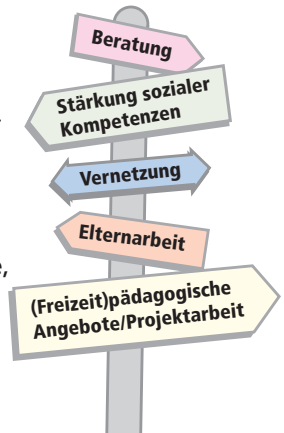 Beratung
Stärkung sozialer
Kompetenzen
Vernetzung
Elternarbeit
(Freizeit)pädagogische
Angebote/Projektarbeit